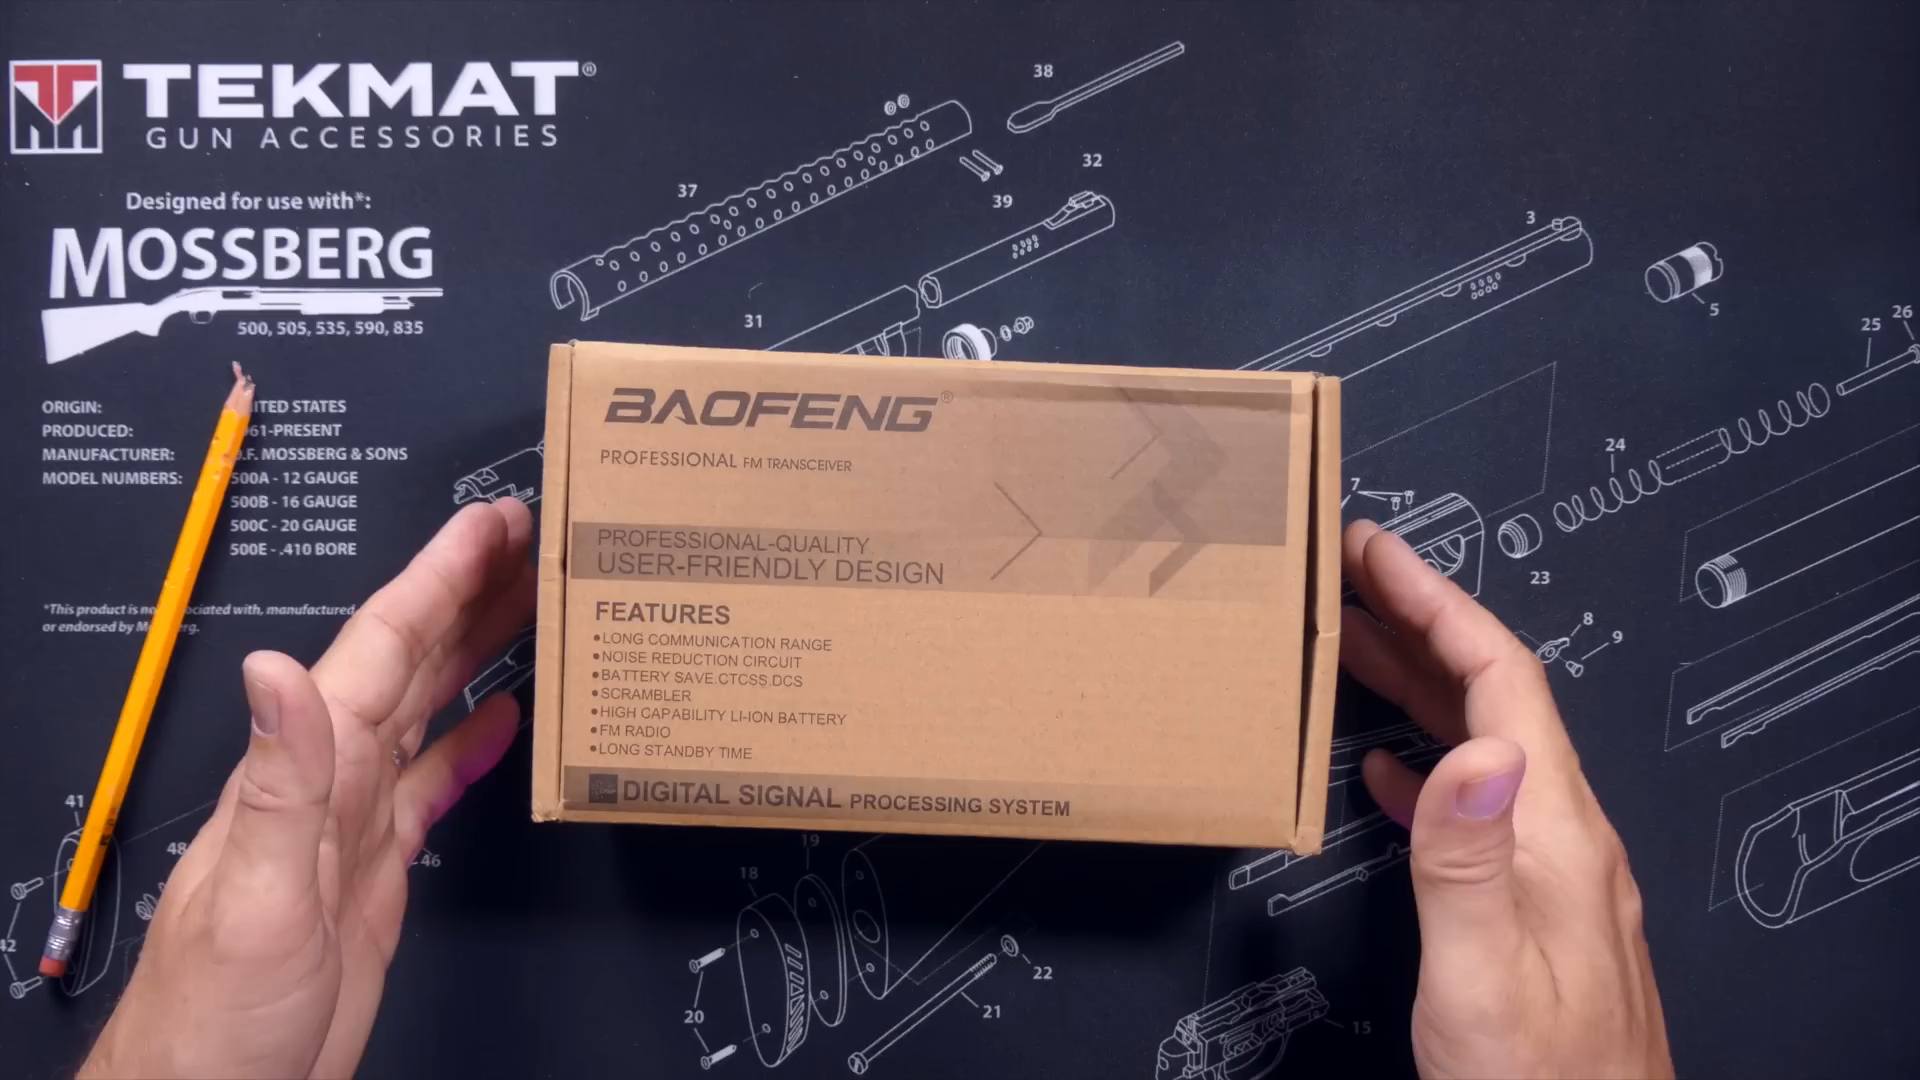 TEKMAT®
GUN ACCESSORIES
Designed for use with*:
MOSSBERG
500, 505, 535, 590, 835
ORIGIN: ITED STATES
PRODUCED: 61-PRESENT
MANUFACTURER: .F. MOSSBERG & SONS
MODEL NUMBERS: 500A - 12 GAUGE
500B - 16 GAUGE
500C - 20 GAUGE
500E - .410 BORE
*This product is no ociated with, manufactured
or endorsed by M rg.
38
37
32
39
3
5
31
26
25
24
7
23
8
9
BAOFENG®
PROFESSIONAL FM TRANSCEIVER
PROFESSIONAL-QUALITY
USER-FRIENDLY DESIGN
FEATURES
•LONG COMMUNICATION RANGE
•NOISE REDUCTION CIRCUIT
•BATTERY SAVE.CTCSS.DCS
•SCRAMBLER
•HIGH CAPABILITY LI-ION BATTERY
•FM RADIO
•LONG STANDBY TIME
DIGITAL SIGNAL PROCESSING SYSTEM
41
48
46
42
19
18
20
22
21
15